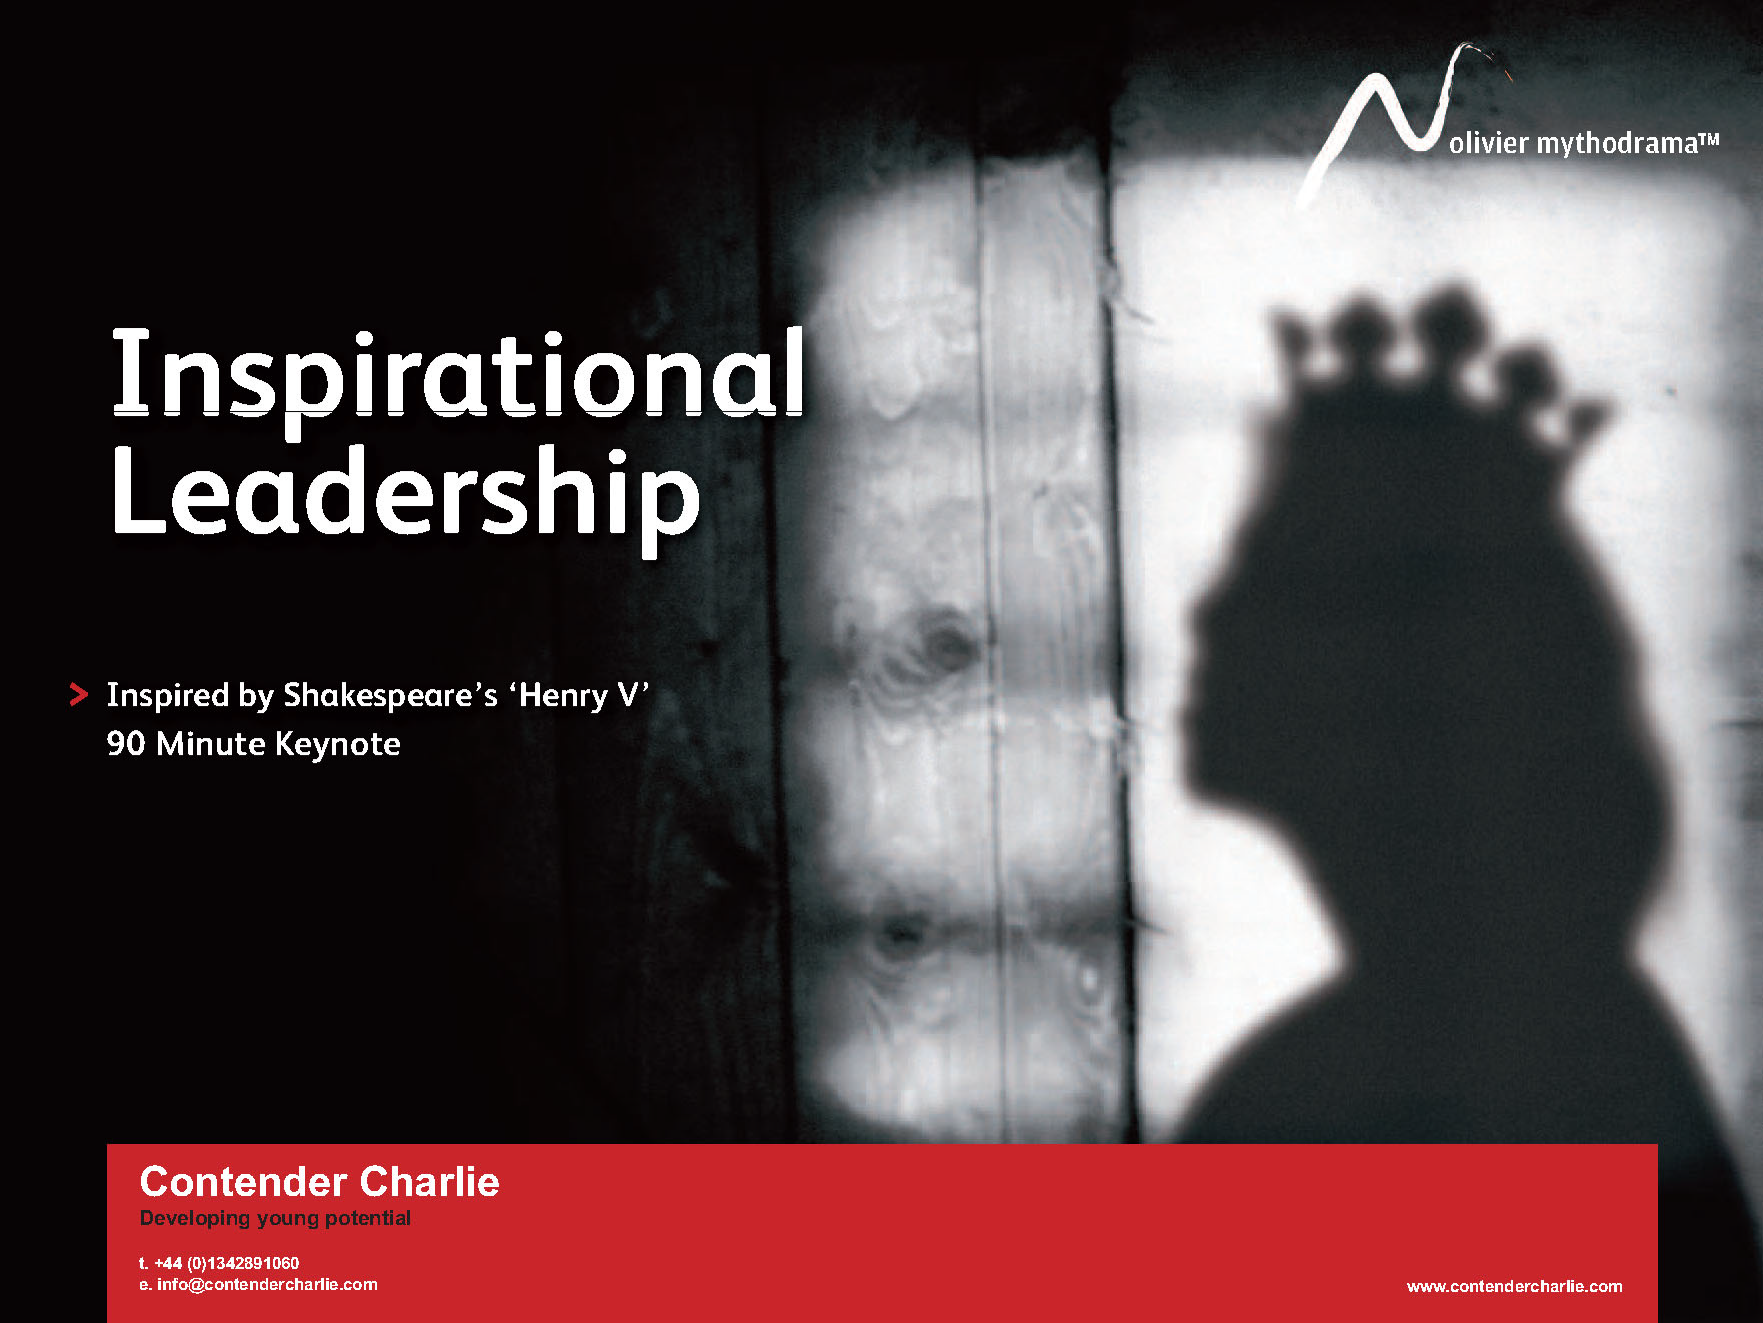 olivier mythodrama™
Inspirational
Leadership
> Inspired by Shakespeare's ‘Henry V’
90 Minute Keynote
Contender Charlie
Developing young potential
t. +44 (0)1342891060
e. info@contendercharlie.com
www.contendercharlie.com